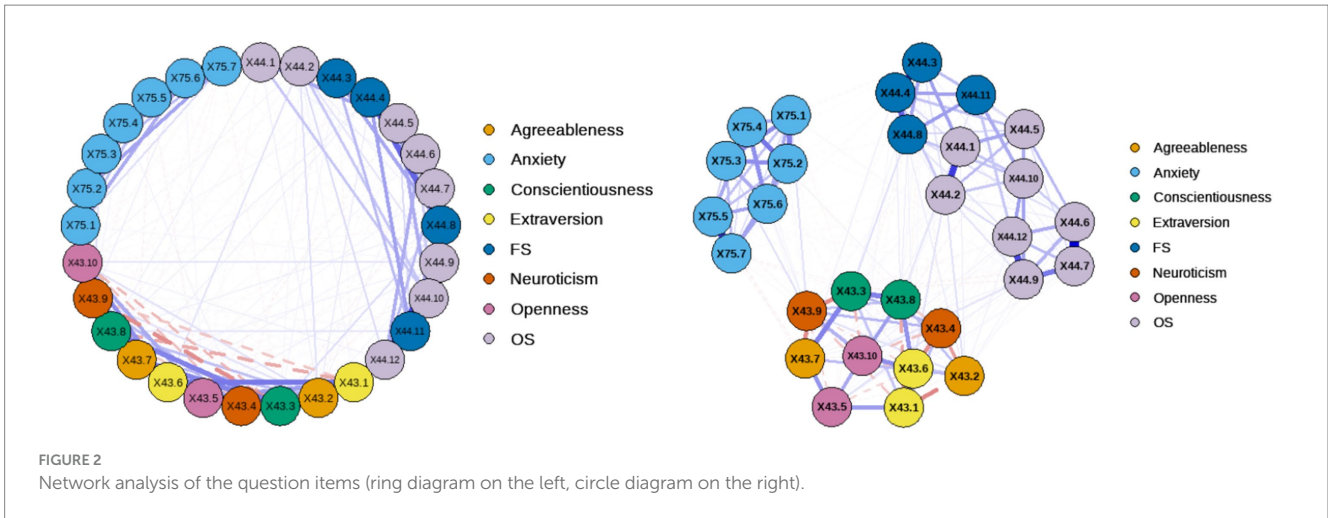 X44.1
X44.2
X44.3
X44.4
X44.5
X44.6
X44.7
X44.8
X44.9
X44.10
X44.11
X44.12
X43.1
X43.2
X43.3
X43.4
X43.5
X43.6
X43.7
X43.8
X43.9
X43.10
X75.1
X75.2
X75.3
X75.4
X75.5
X75.6
X75.7
Agreeableness
Anxiety
Conscientiousness
Extraversion
FS
Neuroticism
Openness
OS
X44.3
X44.4
X44.11
X44.8
X44.5
X44.1
X44.10
X44.2
X44.6
X44.12
X44.7
X44.9
X75.1
X75.4
X75.3
X75.2
X75.6
X75.5
X75.7
X43.3
X43.8
X43.9
X43.4
X43.7
X43.10
X43.6
X43.2
X43.5
X43.1
Agreeableness
Anxiety
Conscientiousness
Extraversion
FS
Neuroticism
Openness
OS
FIGURE 2
Network analysis of the question items (ring diagram on the left, circle diagram on the right).